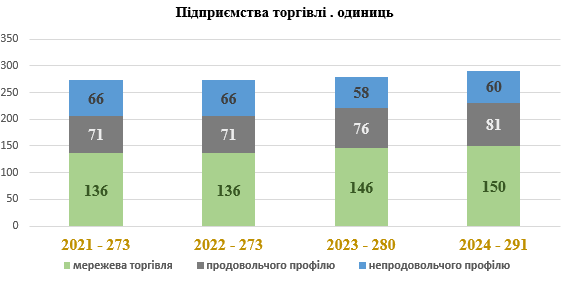 Підприємства торгівлі . одиниць
350
300
250
200
150
100
50
0
66 66 58 60
71 71 76 81
136 136 146 150
2021 - 273 2022 - 273 2023 - 280 2024 - 291
мережева торгівля продовольчого профілю непродовольчого профілю